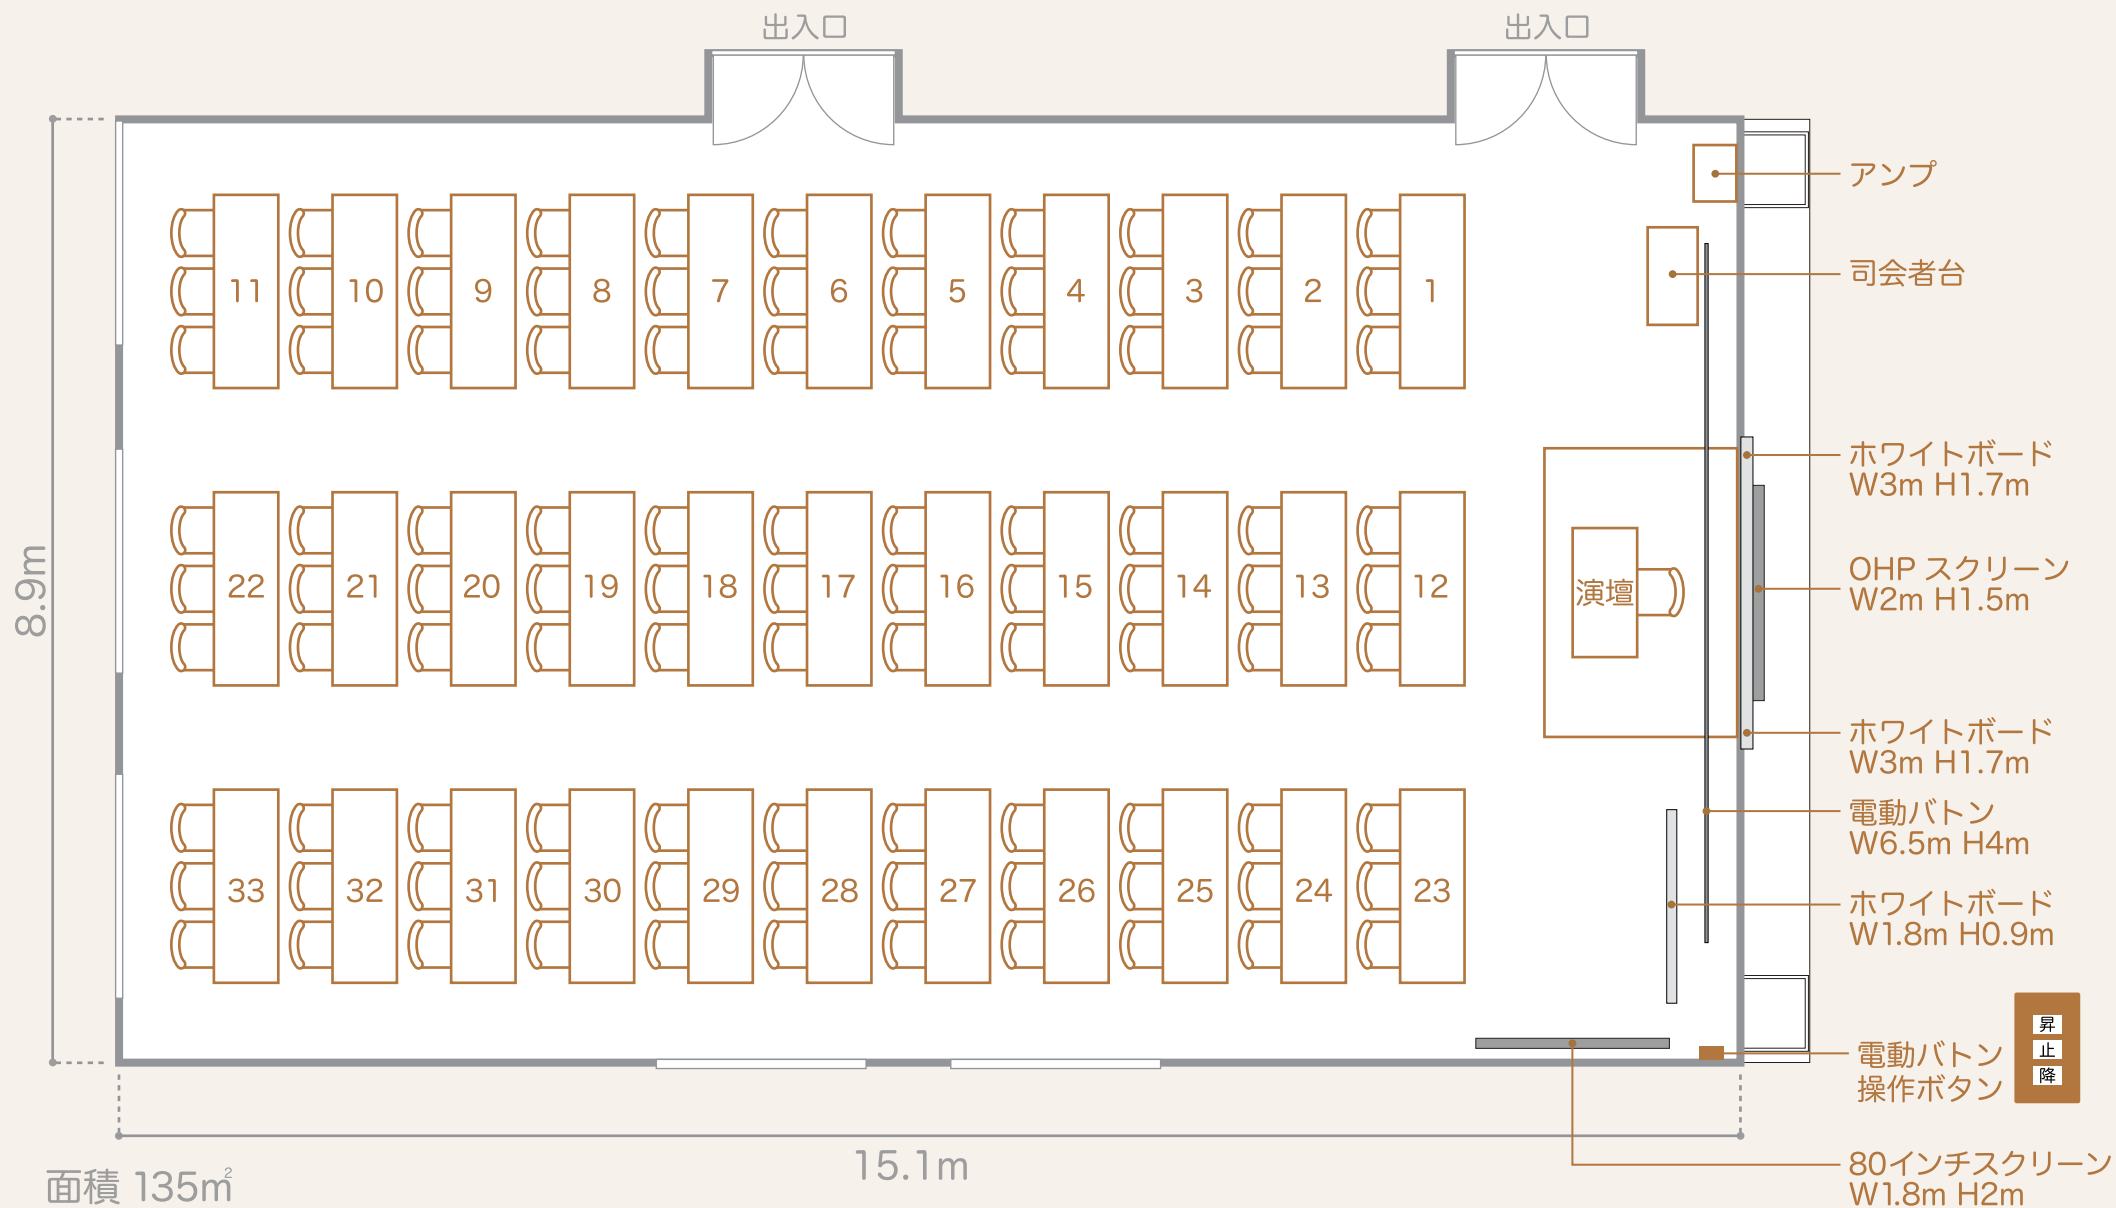 出入口
出入口
アンプ
司会者台
11 10 9 8 7 6 5 4 3 2 1
ホワイトボード
W3m H1.7m
OHP スクリーン
W2m H1.5m
8.9m
22 21 20 19 18 17 16 15 14 13 12
演壇
ホワイトボード
W3m H1.7m
電動バトン
W6.5m H4m
33 32 31 30 29 28 27 26 25 24 23
ホワイトボード
W1.8m H0.9m
電動バトン
操作ボタン
昇
止
降
15.1m
80インチスクリーン
W1.8m H2m
面積 135㎡